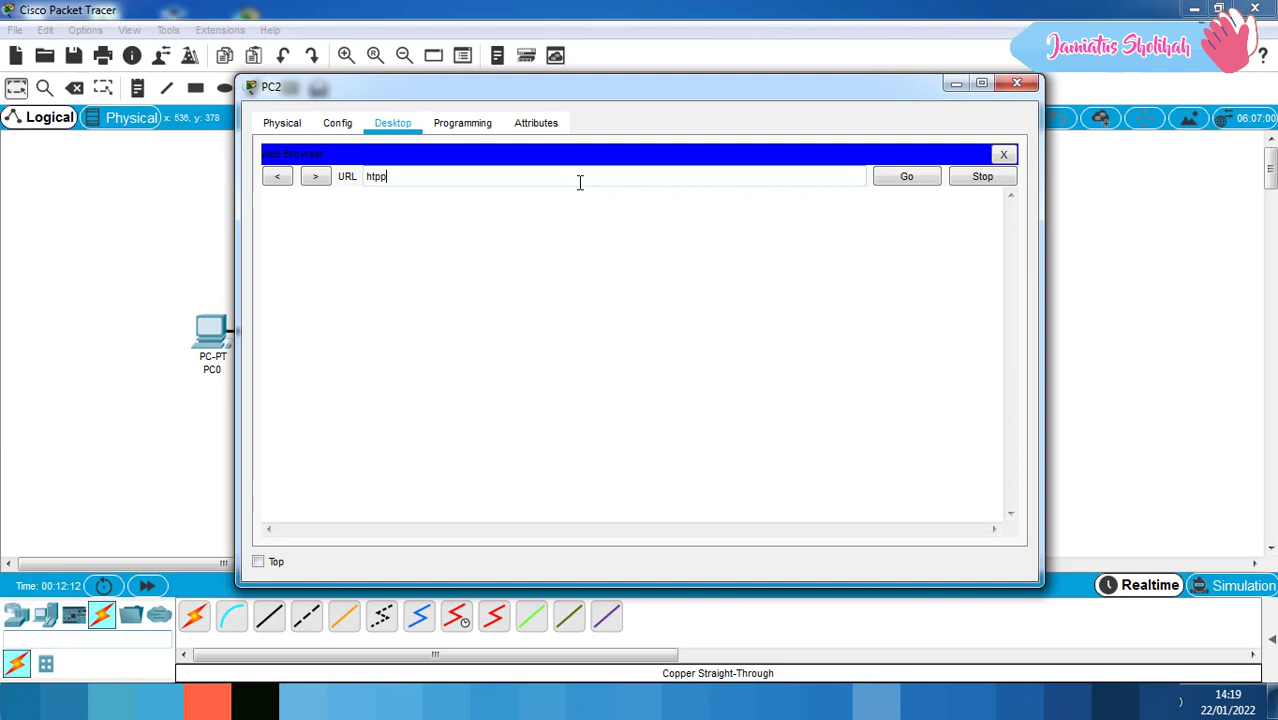 Cisco Packet Tracer
File Edit Options View Tools Extensions Help
Jamiatus Sholihah
?
PC2
Logical Physical x: 536, y: 378
06:07:00
Physical Config Desktop Programming Attributes
Web Browser
X
< > URL htpp Go Stop
PC-PT
PC0
Top
Time: 00:12:12
Realtime Simulation
Copper Straight-Through
14:19
22/01/2022